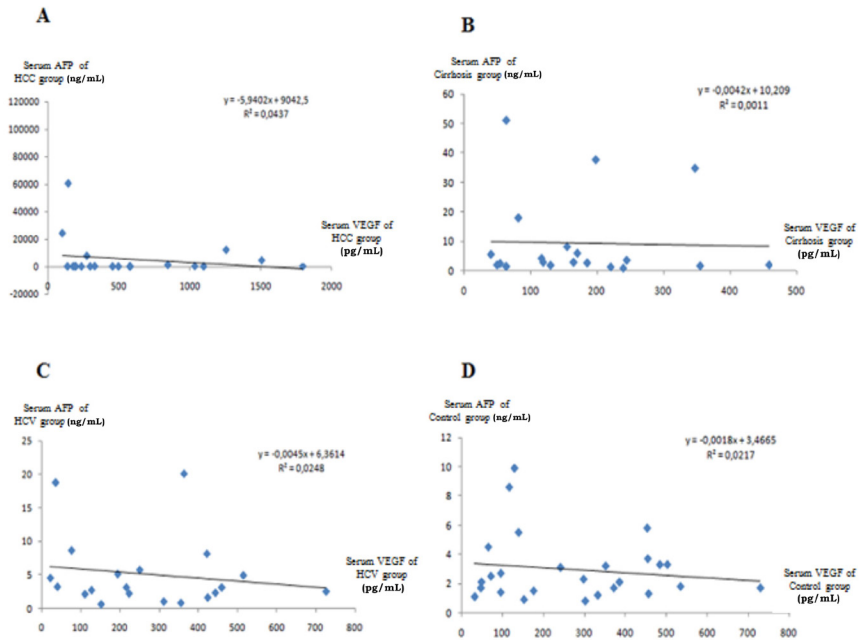 A
Serum AFP of
HCC group (ng/mL)
y = -5,9402x + 9042,5
R² = 0,0437
120000
100000
80000
60000
40000
20000
0
-20000
0 500 1000 1500 2000
Serum VEGF of
HCC group
(pg/mL)
B
Serum AFP of
Cirrhosis group (ng/mL)
y = -0,0042x + 10,209
R² = 0,0011
60
50
40
30
20
10
0
0 100 200 300 400 500
Serum VEGF of
Cirrhosis group
(pg/mL)
C
Serum AFP of
HCV group (ng/mL)
y = -0,0045x + 6,3614
R² = 0,0248
25
20
15
10
5
0
0 100 200 300 400 500 600 700 800
Serum VEGF of
HCV group
(pg/mL)
D
Serum AFP of
Control group (ng/mL)
y = -0,0018x + 3,4665
R² = 0,0217
12
10
8
6
4
2
0
0 100 200 300 400 500 600 700 800
Serum VEGF of
Control group
(pg/mL)